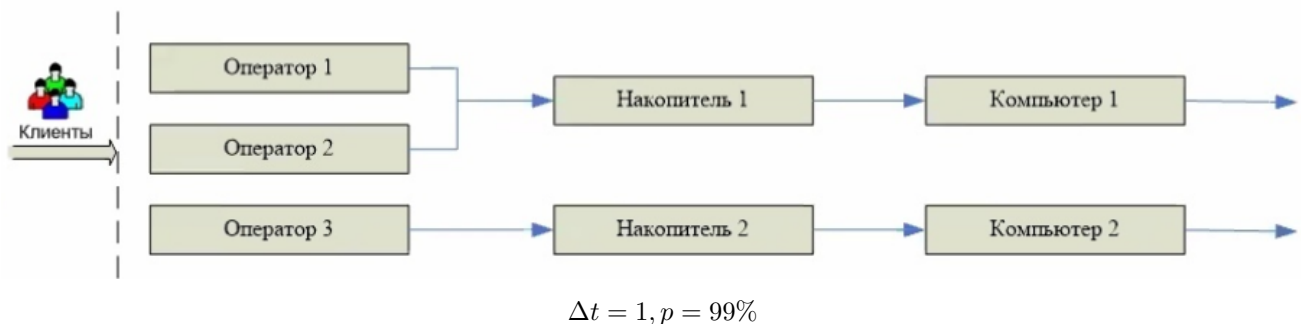 Оператор 1
Накопитель 1
Компьютер 1
Клиенты
Оператор 2
Оператор 3
Накопитель 2
Компьютер 2
Δt = 1, p = 99%